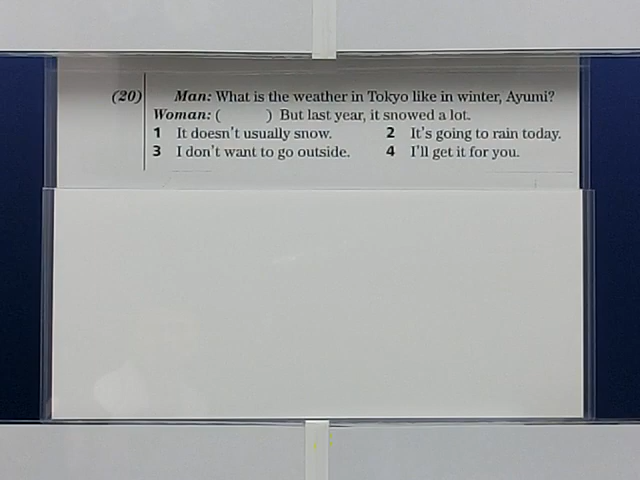 (20) Man: What is the weather in Tokyo like in winter, Ayumi?
Woman: (        ) But last year, it snowed a lot.
1 It doesn't usually snow. 2 It's going to rain today.
3 I don't want to go outside. 4 I'll get it for you.